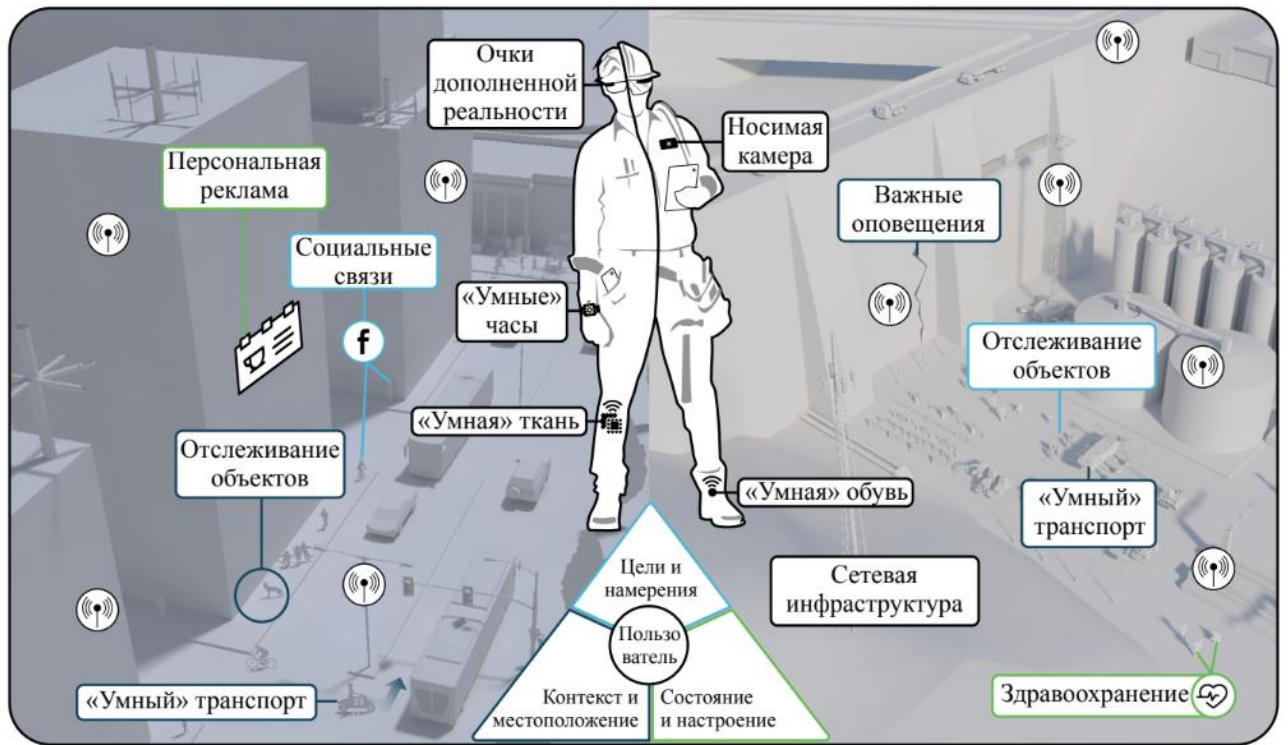 Очки
дополненной
реальности
Носимая
камера
Персональная
реклама
Важные
оповещения
Социальные
связи
f
«Умные»
часы
Отслеживание
объектов
«Умная» ткань
Отслеживание
объектов
«Умная» обувь
«Умный»
транспорт
Цели и
намерения
Сетевая
инфраструктура
Пользо
ватель
«Умный» транспорт
Контекст и
местоположение
Состояние
и настроение
Здравоохранение